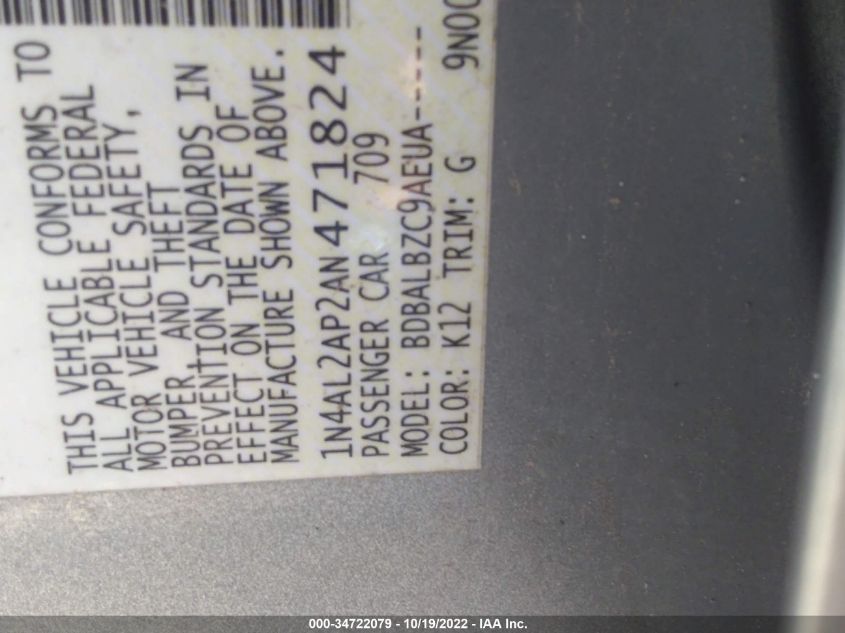 THIS VEHICLE CONFORMS TO
ALL APPLICABLE FEDERAL
MOTOR VEHICLE SAFETY,
BUMPER, AND THEFT
PREVENTION STANDARDS IN
EFFECT ON THE DATE OF
MANUFACTURE SHOWN ABOVE.
1N4AL2AP2AN471824
PASSENGER CAR 709
MODEL: BDBALBZC9AEUA-----
COLOR: K12 TRIM: G
000-34722079 - 10/19/2022 - IAA Inc.